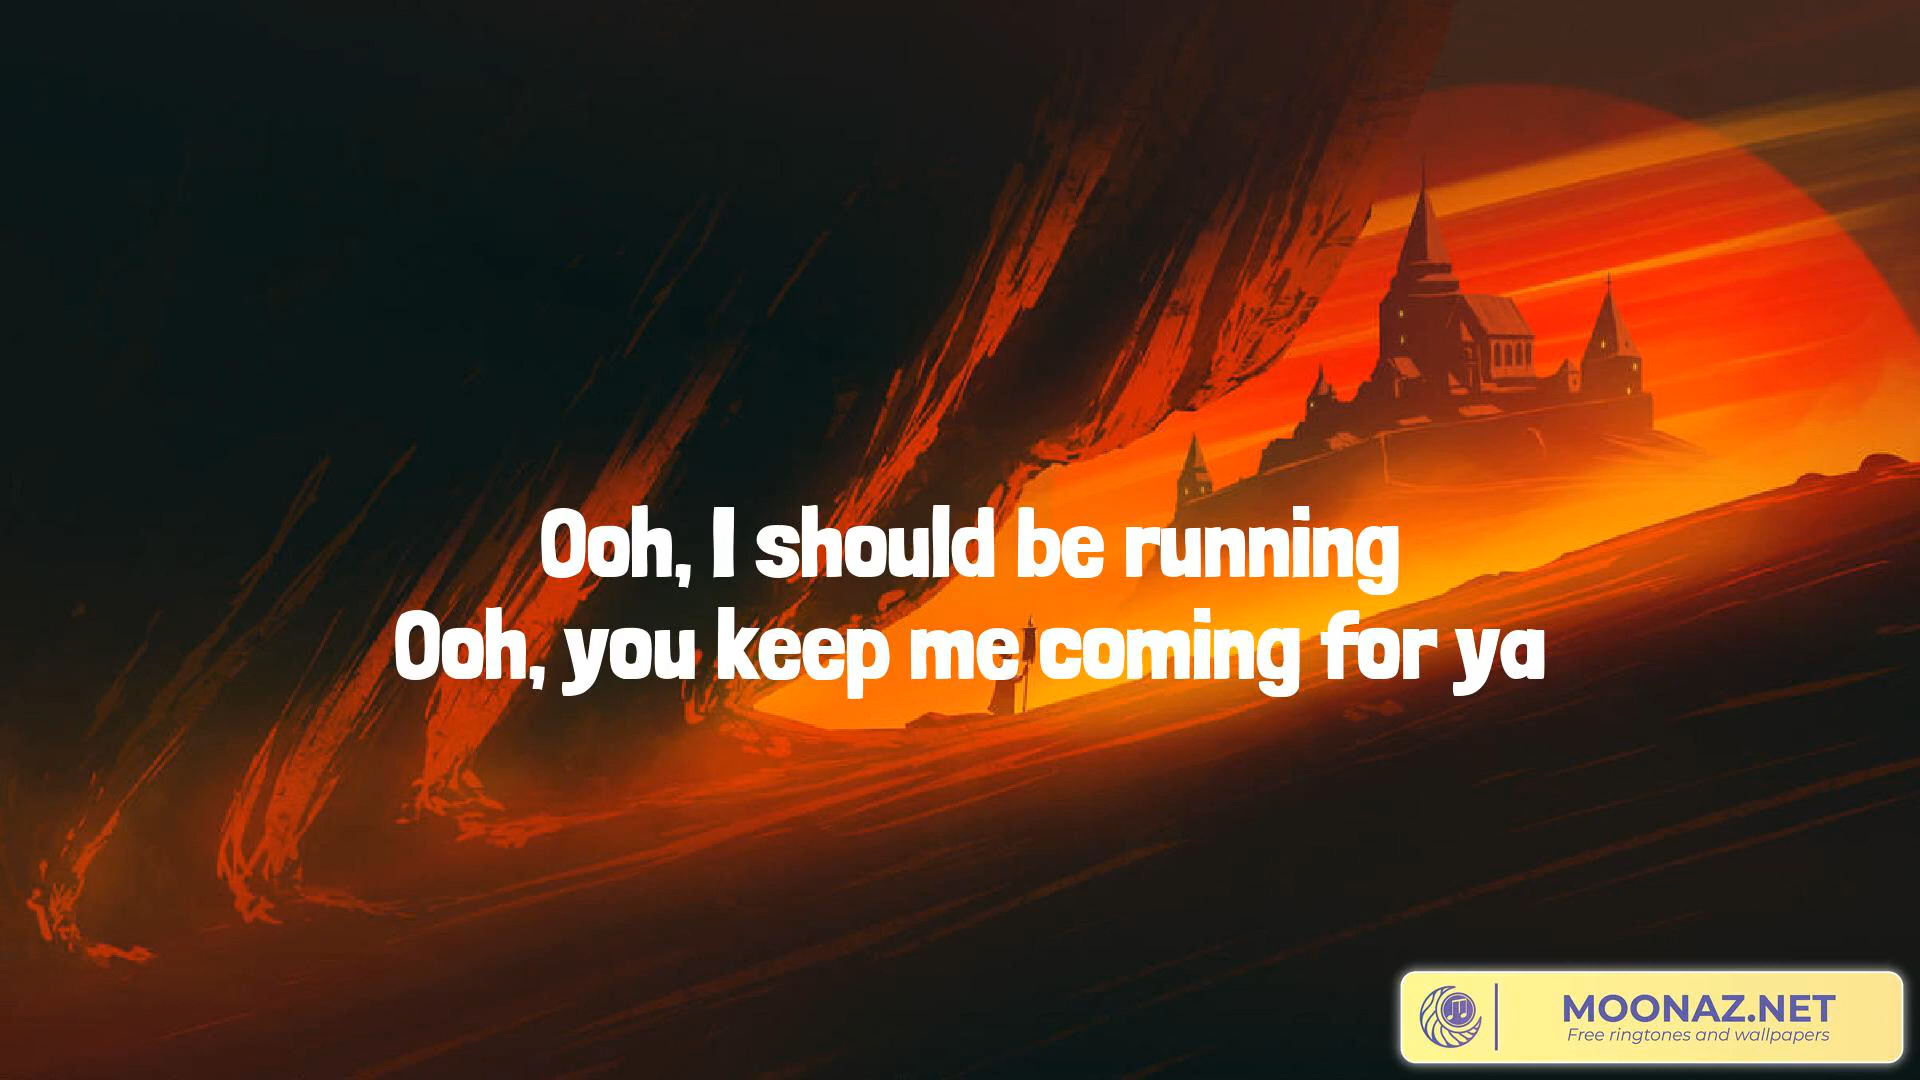 Ooh, I should be running
Ooh, you keep me coming for ya
MOONAZ.NET
Free ringtones and wallpapers